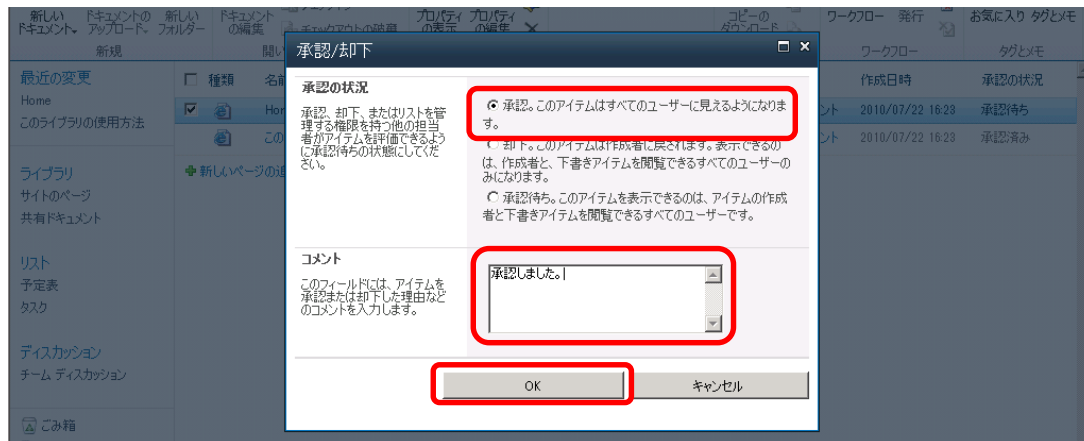 新しい ドキュメントの 新しい ドキュメント
ドキュメント アップロード フォルダー の編集 チェックアウトの破棄
プロパティ プロパティ
の表示 の編集
コピーの
ダウンロード
ワークフロー 発行
お気に入り タグとメモ
新規
開い
ワークフロー
タグとメモ
最近の変更
Home
このライブラリの使用方法
ライブラリ
サイトのページ
共有ドキュメント
リスト
予定表
タスク
ディスカッション
チーム ディスカッション
ごみ箱
種類 名前
作成日時 承認の状況
Hom
ント 2010/07/22 16:23 承認待ち
この
ント 2010/07/22 16:23 承認済み
新しいページの追
承認/却下
承認の状況
承認、却下、またはリストを管
理する権限を持つ他の担当
者がアイテムを評価できるよう
に承認待ちの状態にしてくだ
さい。
承認。このアイテムはすべてのユーザーに見えるようになりま
す。
却下。このアイテムは作成者に戻されます。表示できるの
は、作成者と、下書きアイテムを閲覧できるすべてのユーザーの
みになります。
承認待ち。このアイテムを表示できるのは、アイテムの作成
者と下書きアイテムを閲覧できるすべてのユーザーです。
コメント
このフィールドには、アイテムを
承認または却下した理由など
のコメントを入力します。
承認しました。
OK
キャンセル